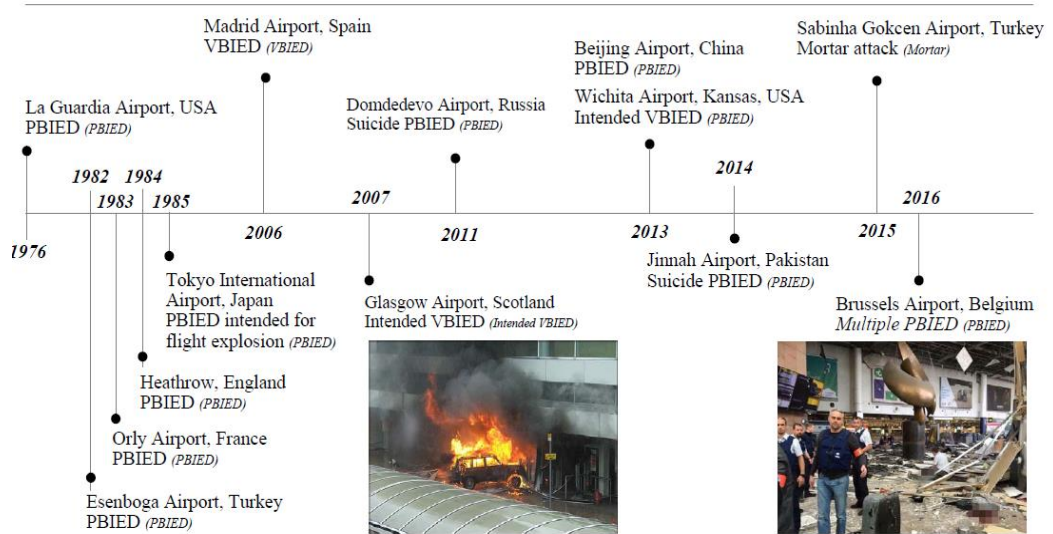 Madrid Airport, Spain
VBIED (VBIED)
Sabinha Gokcen Airport, Turkey
Mortar attack (Mortar)
Beijing Airport, China
PBIED (PBIED)
Wichita Airport, Kansas, USA
Intended VBIED (PBIED)
La Guardia Airport, USA
PBIED (PBIED)
Domdedevo Airport, Russia
Suicide PBIED (PBIED)
1982
1984
1983
1985
2007
2014
2016
1976
2006
2011
2013
2015
Tokyo International
Airport, Japan
PBIED intended for
flight explosion (PBIED)
Jinnah Airport, Pakistan
Suicide PBIED (PBIED)
Glasgow Airport, Scotland
Intended VBIED (Intended VBIED)
Brussels Airport, Belgium
Multiple PBIED (PBIED)
Heathrow, England
PBIED (PBIED)
Orly Airport, France
PBIED (PBIED)
Esenboga Airport, Turkey
PBIED (PBIED)